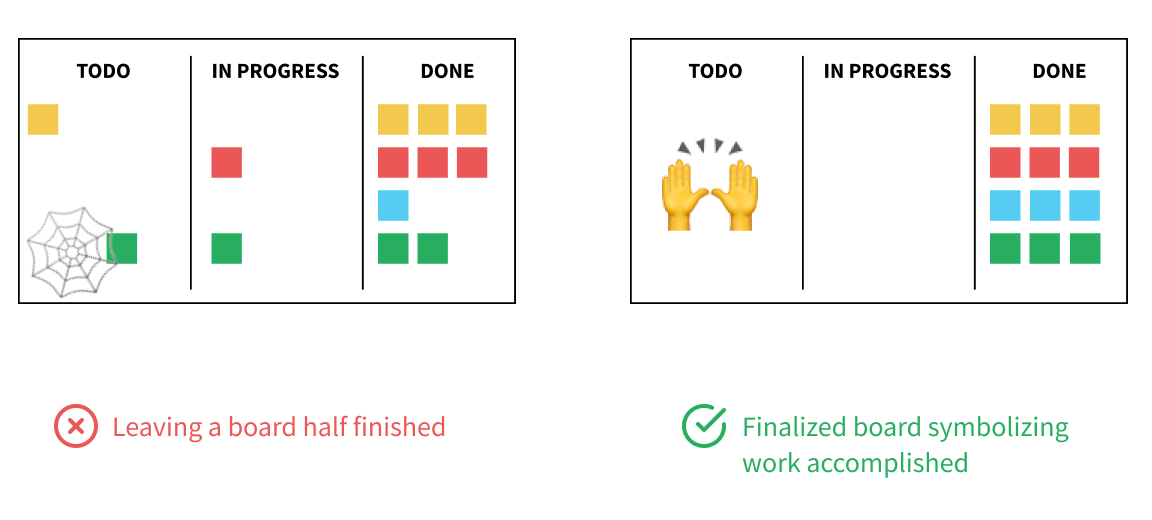 TODO
IN PROGRESS
DONE
TODO
IN PROGRESS
DONE
Leaving a board half finished
Finalized board symbolizing
work accomplished